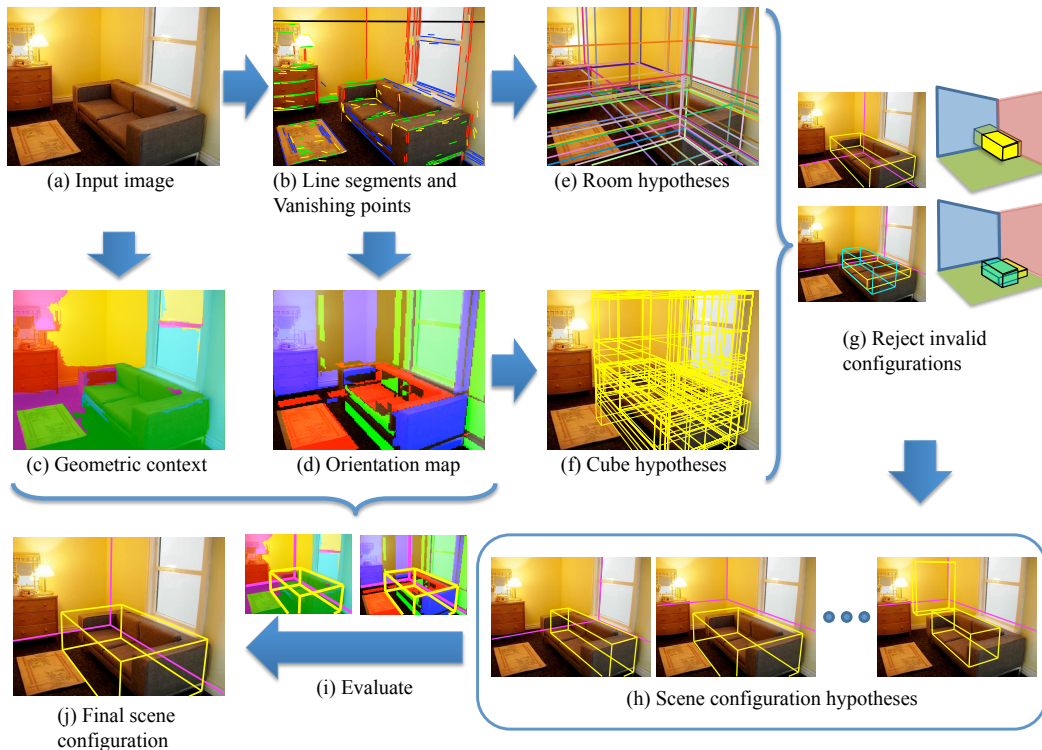 (a) Input image
(b) Line segments and
Vanishing points
(e) Room hypotheses
(g) Reject invalid
configurations
(c) Geometric context
(d) Orientation map
(f) Cube hypotheses
(i) Evaluate
(h) Scene configuration hypotheses
(j) Final scene
configuration